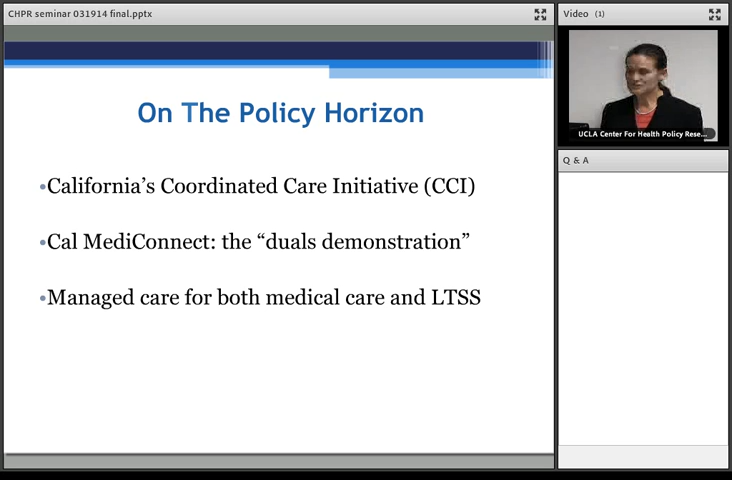 CHPR seminar 031914 final.pptx
On The Policy Horizon
•California’s Coordinated Care Initiative (CCI)
•Cal MediConnect: the “duals demonstration”
•Managed care for both medical care and LTSS
Video (1)
UCLA Center For Health Policy Rese...
Q & A